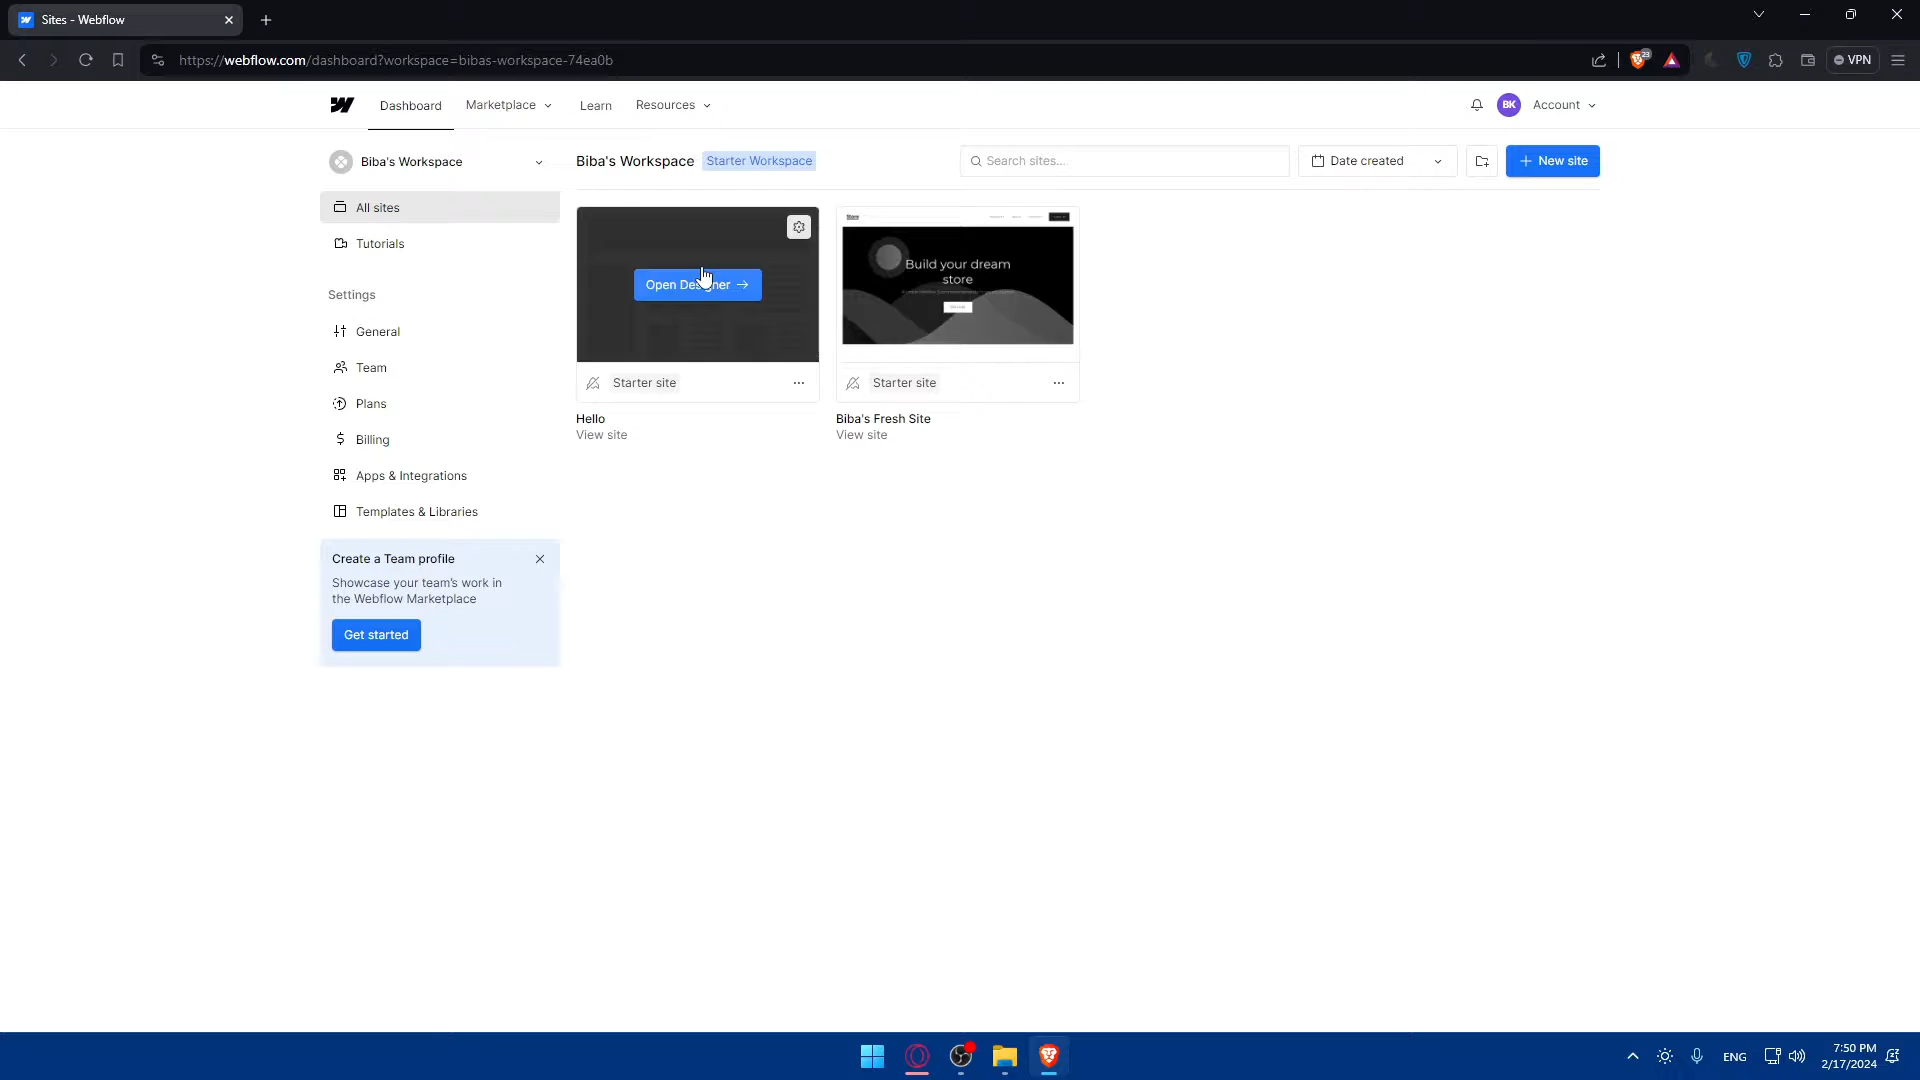 Sites - Webflow
https://webflow.com/dashboard?workspace=bibas-workspace-74ea0b
23
VPN
Dashboard
Marketplace
Learn
Resources
BK
Account
Biba's Workspace
Biba's Workspace
Starter Workspace
Search sites...
Date created
New site
All sites
Tutorials
Settings
General
Team
Plans
Billing
Apps & Integrations
Templates & Libraries
Create a Team profile
Showcase your team's work in
the Webflow Marketplace
Get started
Open Designer
Starter site
Hello
View site
Store
Build your dream
store
Starter site
Biba's Fresh Site
View site
ENG
7:50 PM
2/17/2024